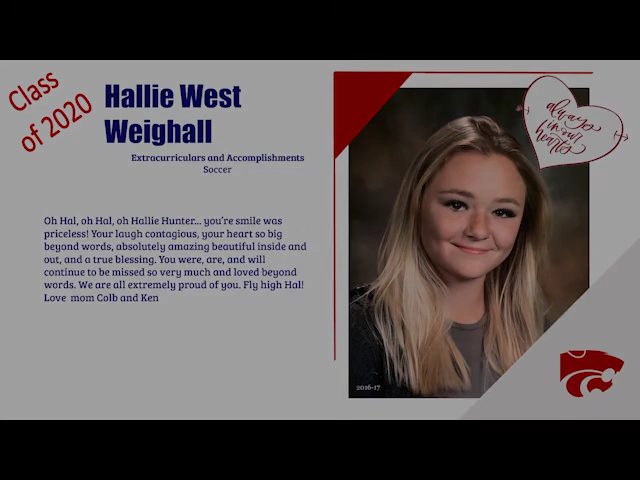 Class
of 2020
Hallie West
Weighall
Extracurriculars and Accomplishments
Soccer
Oh Hal, oh Hal, oh Hallie Hunter... you're smile was
priceless! Your laugh contagious, your heart so big
beyond words, absolutely amazing beautiful inside and
out, and a true blessing. You were, are, and will
continue to be missed so very much and loved beyond
words. We are all extremely proud of you. Fly high Hal!
Love mom Colb and Ken
always
in our
hearts
2016-17